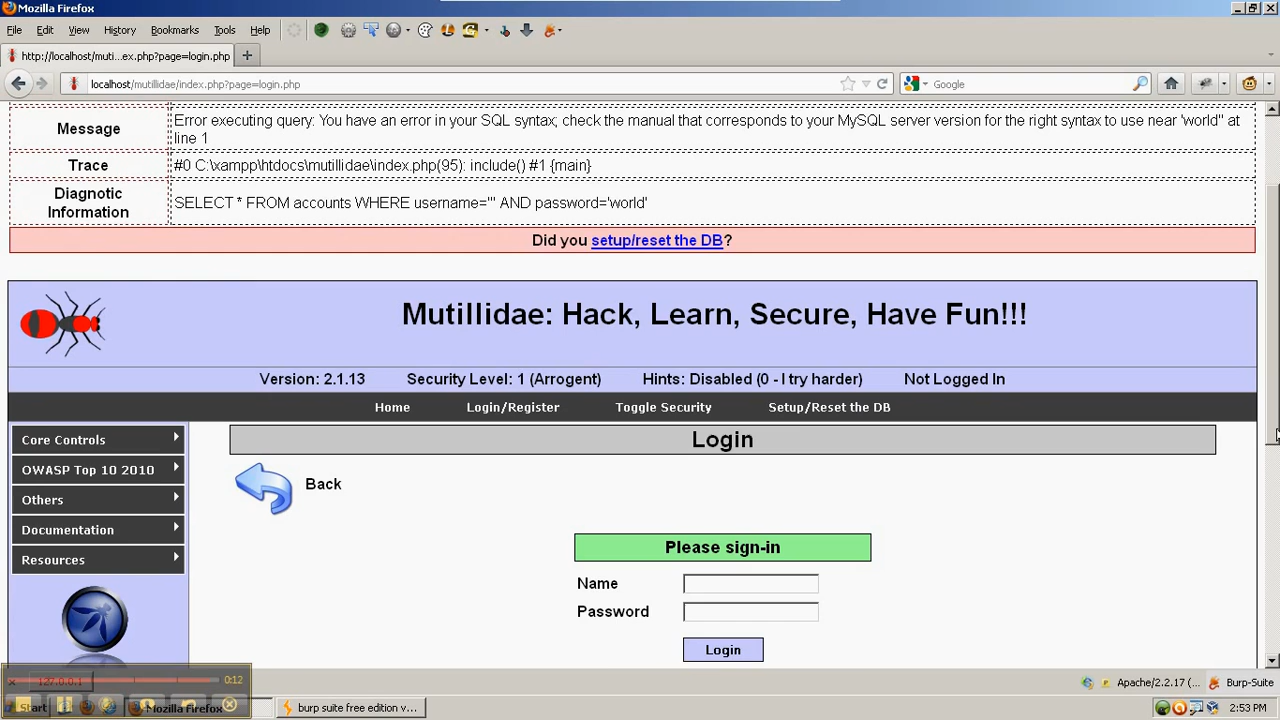 Mozilla Firefox
File Edit View History Bookmarks Tools Help
http://localhost/muti...ex.php?page=login.php
localhost/mutillidae/index.php?page=login.php
Google
Message
Error executing query: You have an error in your SQL syntax; check the manual that corresponds to your MySQL server version for the right syntax to use near 'world'' at
line 1
Trace
#0 C:\xampp\htdocs\mutillidae\index.php(95): include() #1 {main}
Diagnostic
Information
SELECT * FROM accounts WHERE username=''' AND password='world'
Did you setup/reset the DB?
Mutillidae: Hack, Learn, Secure, Have Fun!!!
Version: 2.1.13 Security Level: 1 (Arrogent) Hints: Disabled (0 - I try harder) Not Logged In
Home Login/Register Toggle Security Setup/Reset the DB
Core Controls
OWASP Top 10 2010
Others
Documentation
Resources
Login
Back
Please sign-in
Name
Password
Login
127.0.0.1
0:12
Apache/2.2.17 (...
Burp-Suite
Start
Mozilla Firefox
burp suite free edition v...
2:53 PM